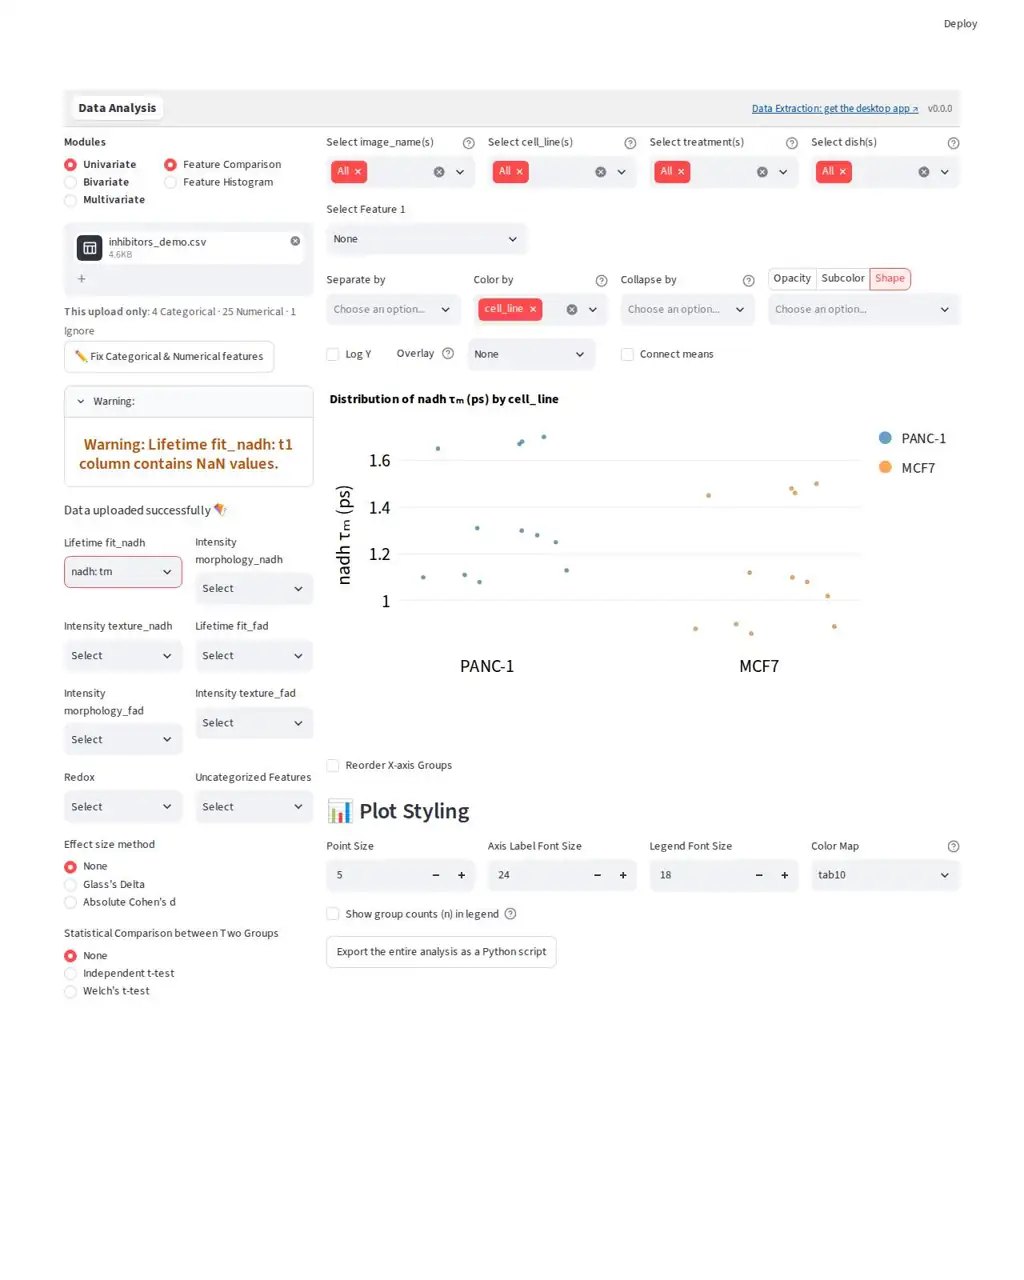 Deploy
Data Analysis
Data Extraction: get the desktop app ↗
v0.0.0
Modules
Univariate
Bivariate
Multivariate
Feature Comparison
Feature Histogram
inhibitors_demo.csv
4.6KB
+
This upload only: 4 Categorical · 25 Numerical · 1
Ignore
✏️ Fix Categorical & Numerical features
Warning:
Warning: Lifetime fit_nadh: t1
column contains NaN values.
Data uploaded successfully 🪁
Lifetime fit_nadh
nadh: tm
Intensity
morphology_nadh
Select
Intensity texture_nadh
Select
Lifetime fit_fad
Select
Intensity
morphology_fad
Select
Intensity texture_fad
Select
Redox
Select
Uncategorized Features
Select
Effect size method
None
Glass's Delta
Absolute Cohen's d
Statistical Comparison between Two Groups
None
Independent t-test
Welch's t-test
Select image_name(s)
All ×
Select cell_line(s)
All ×
Select treatment(s)
All ×
Select dish(s)
All ×
Select Feature 1
None
Separate by
Choose an option...
Color by
cell_line ×
Collapse by
Choose an option...
Opacity
Subcolor
Shape
Choose an option...
Log Y
Overlay
None
Connect means
Distribution of nadh τₘ (ps) by cell_line
nadh τₘ (ps)
1.6
1.4
1.2
1
PANC-1
MCF7
PANC-1
MCF7
Reorder X-axis Groups
📊 Plot Styling
Point Size
5
Axis Label Font Size
24
Legend Font Size
18
Color Map
tab10
Show group counts (n) in legend
Export the entire analysis as a Python script